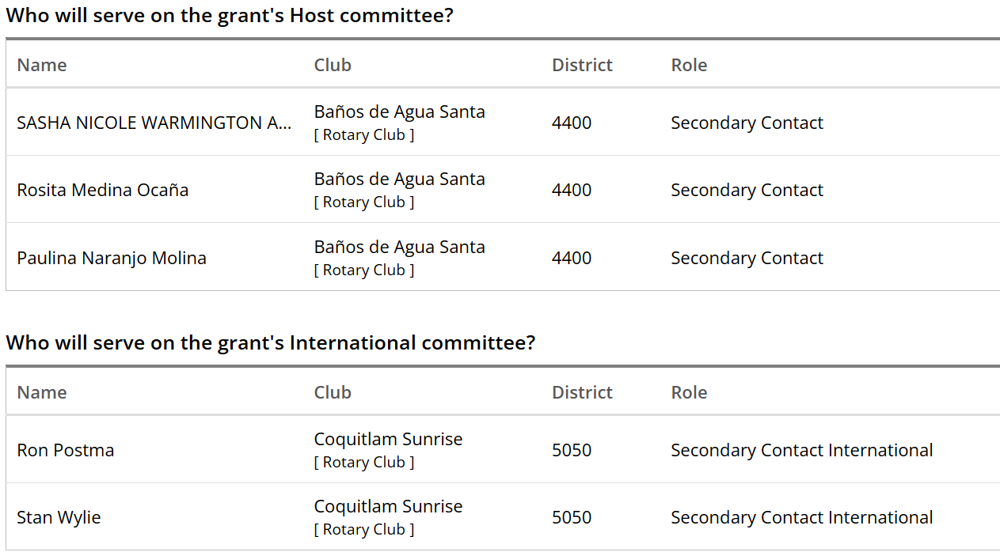 Who will serve on the grant's Host committee?
Name Club District Role
SASHA NICOLE WARMINGTON A... Baños de Agua Santa [ Rotary Club ] 4400 Secondary Contact
Rosita Medina Ocaña Baños de Agua Santa [ Rotary Club ] 4400 Secondary Contact
Paulina Naranjo Molina Baños de Agua Santa [ Rotary Club ] 4400 Secondary Contact
Who will serve on the grant's International committee?
Name Club District Role
Ron Postma Coquitlam Sunrise [ Rotary Club ] 5050 Secondary Contact International
Stan Wylie Coquitlam Sunrise [ Rotary Club ] 5050 Secondary Contact International